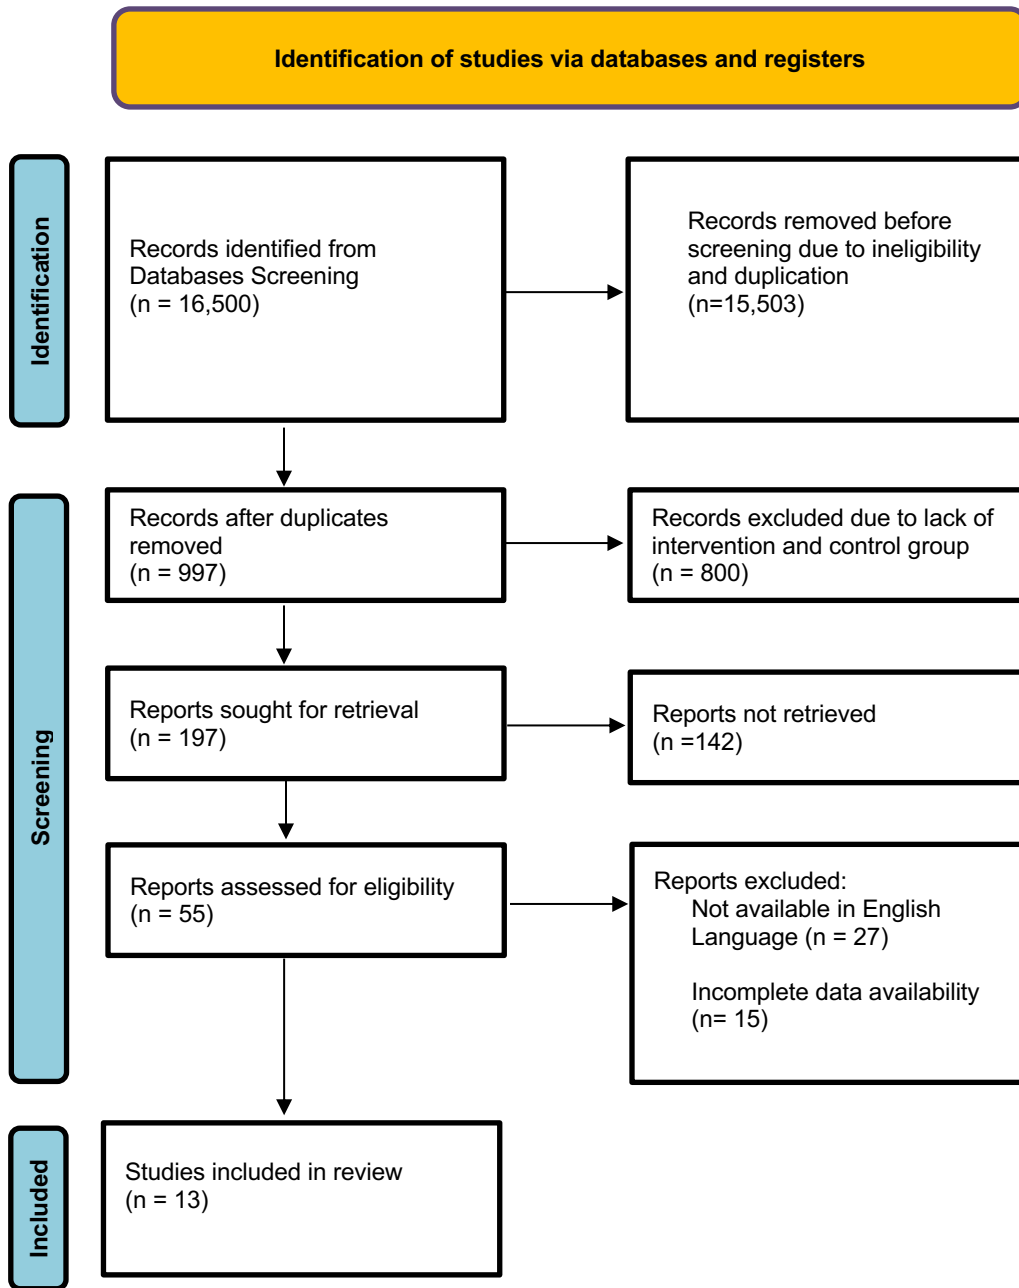 Identification of studies via databases and registers
Identification
Records identified from
Databases Screening
(n = 16,500)
Records removed before
screening due to ineligibility
and duplication
(n=15,503)
Screening
Records after duplicates
removed
(n = 997)
Records excluded due to lack of
intervention and control group
(n = 800)
Reports sought for retrieval
(n = 197)
Reports not retrieved
(n =142)
Reports assessed for eligibility
(n = 55)
Reports excluded:
Not available in English
Language (n = 27)
Incomplete data availability
(n= 15)
Included
Studies included in review
(n = 13)